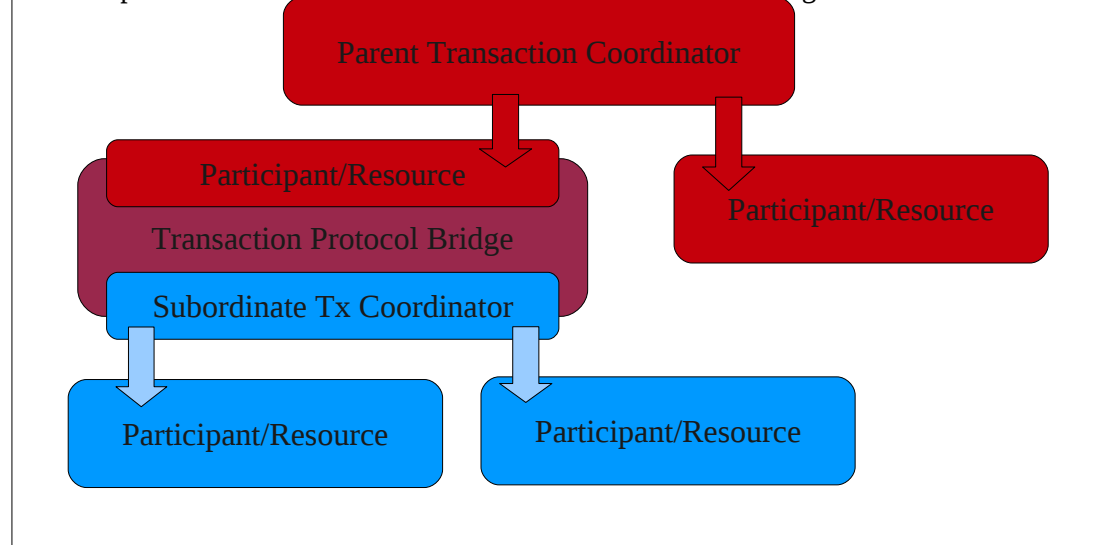 Parent Transaction Coordinator
Participant/Resource
Participant/Resource
Transaction Protocol Bridge
Subordinate Tx Coordinator
Participant/Resource
Participant/Resource